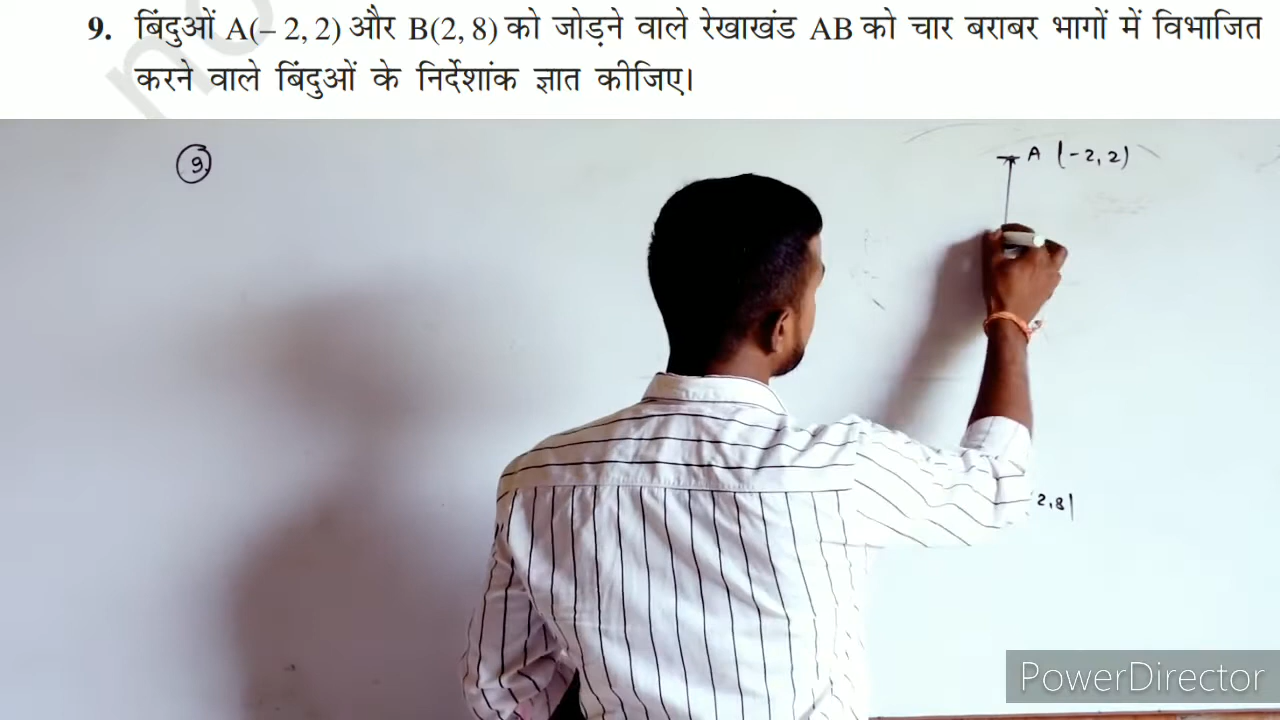 9. बिंदुओं A(– 2, 2) और B(2, 8) को जोड़ने वाले रेखाखंड AB को चार बराबर भागों में विभाजित
करने वाले बिंदुओं के निर्देशांक ज्ञात कीजिए।
9.
A (-2,2)
2,8)
PowerDirector